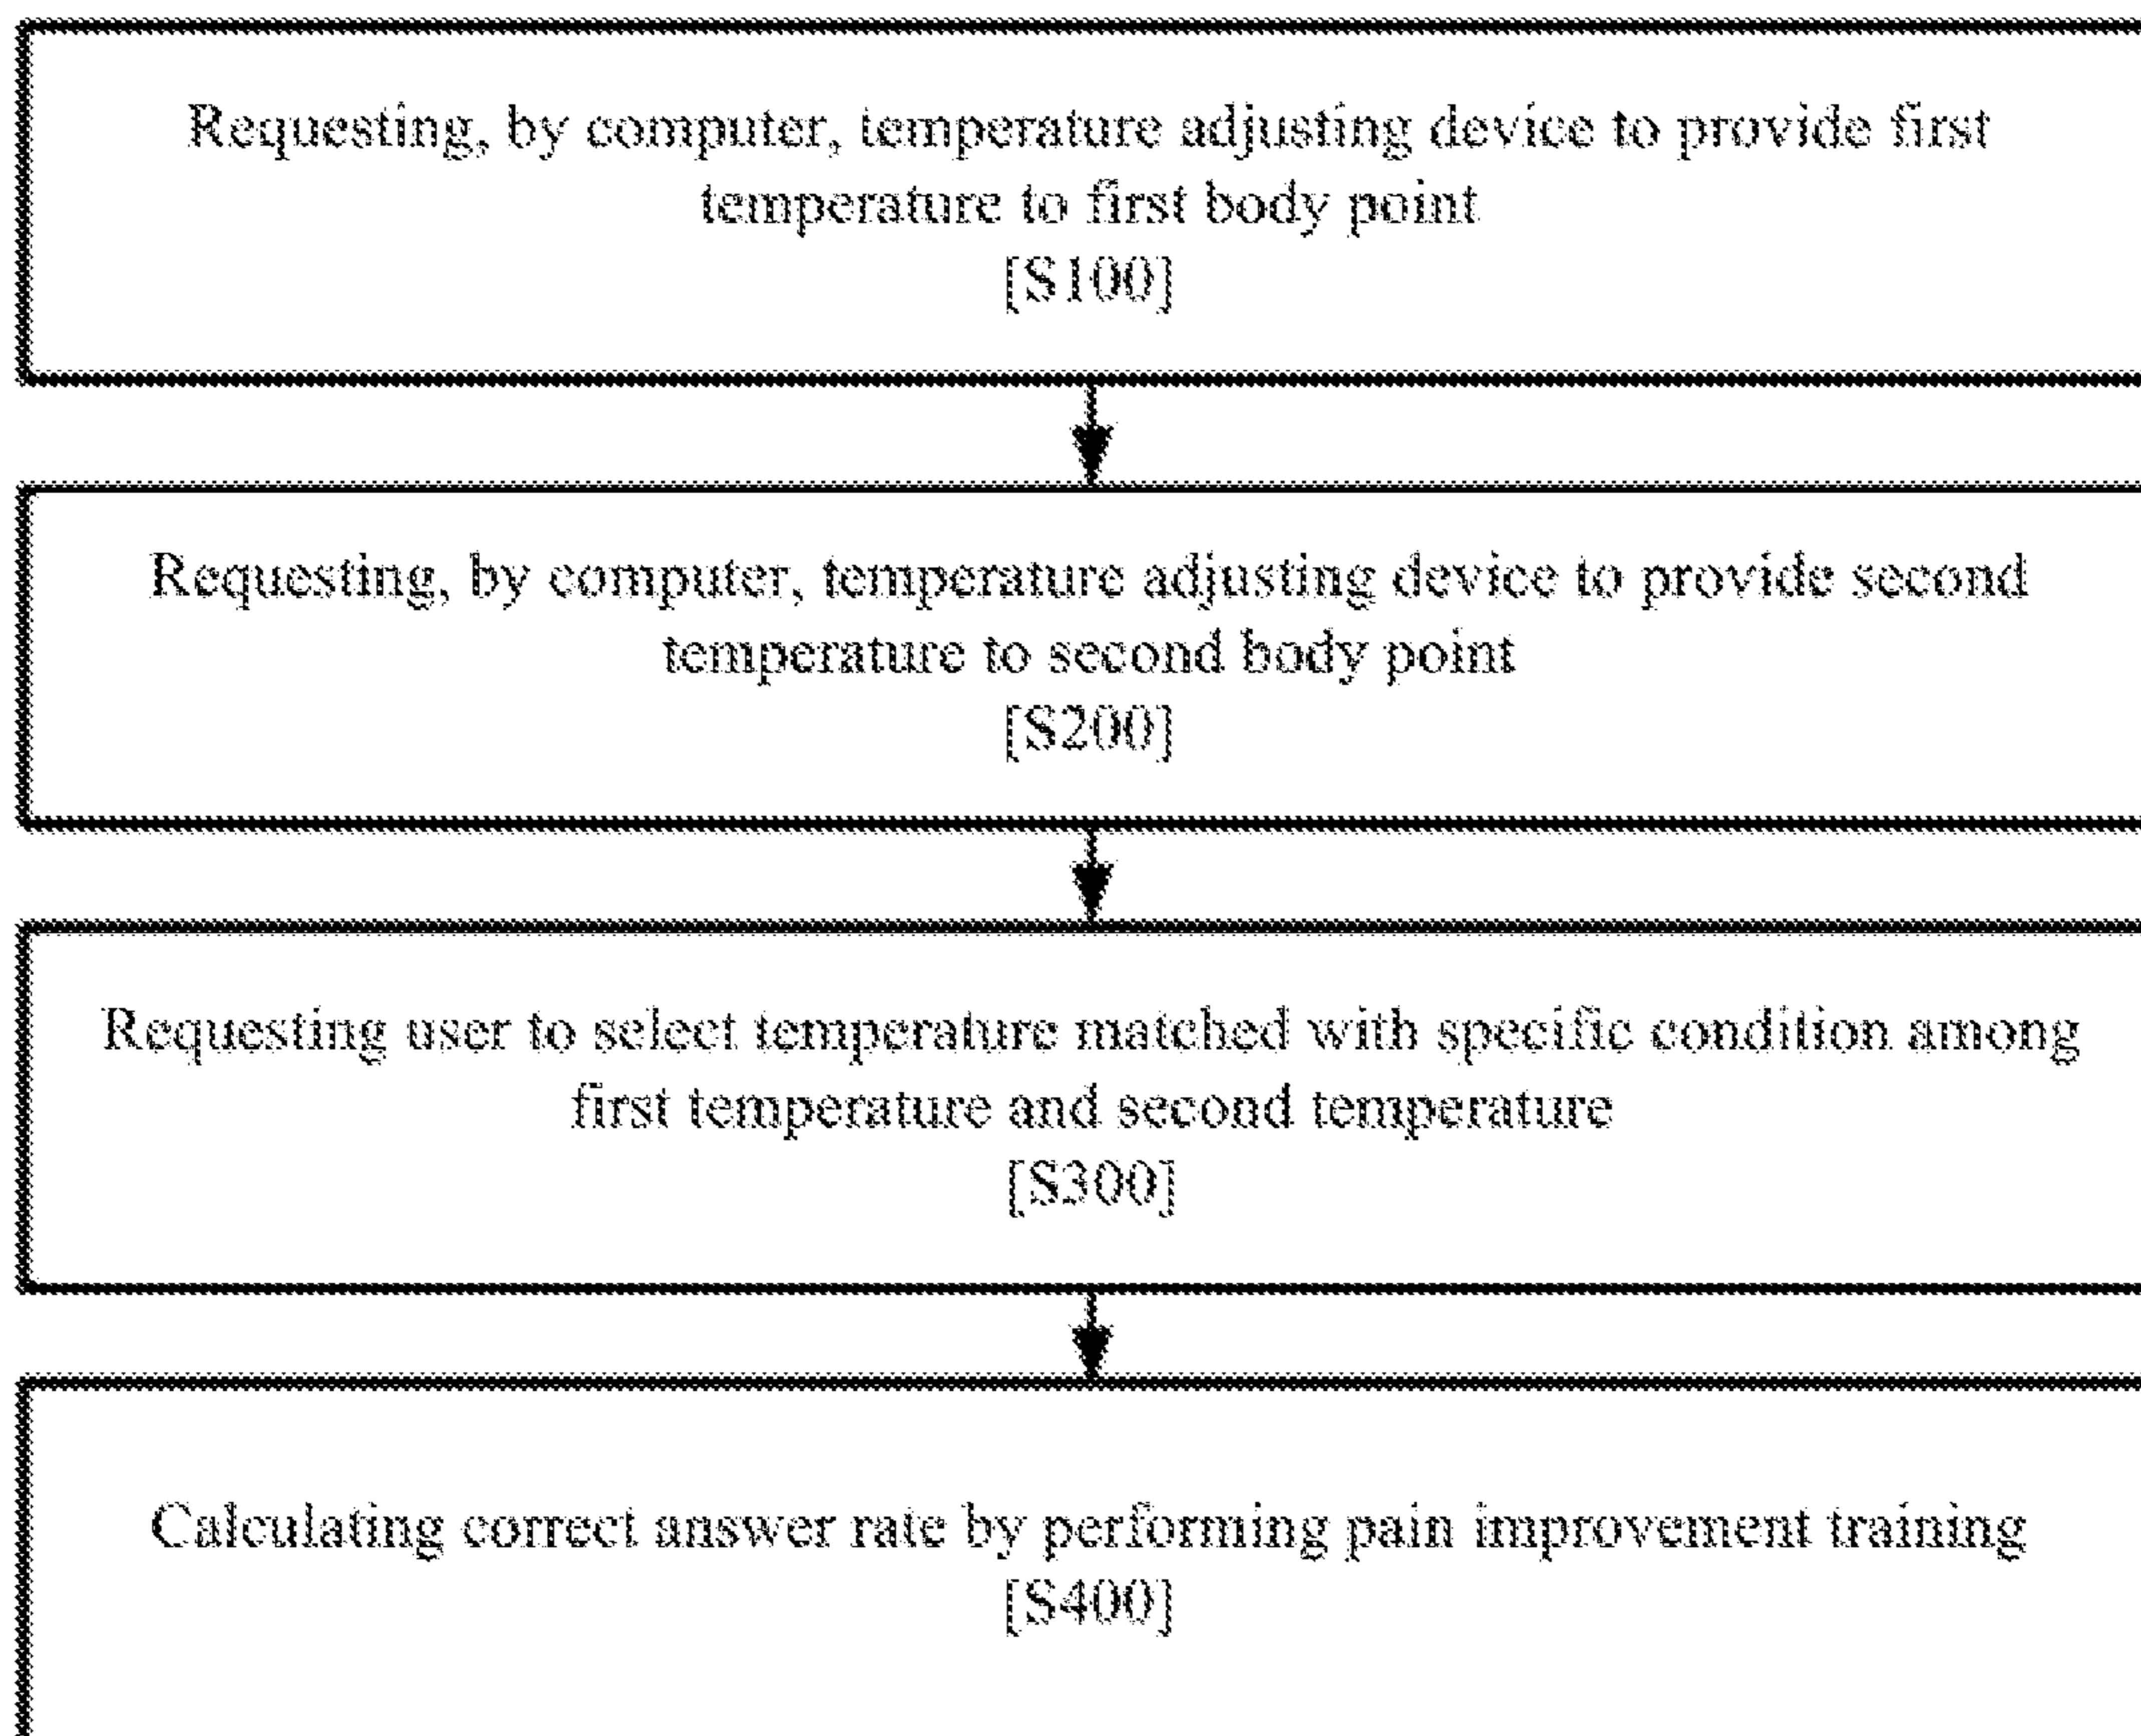 Requesting, by computer, temperature adjusting device to provide first
temperature to first body point
[S100]
Requesting, by computer, temperature adjusting device to provide second
temperature to second body point
[S200]
Requesting user to select temperature matched with specific condition among
first temperature and second temperature
[S300]
Calculating correct answer rate by performing pain improvement training
[S400]